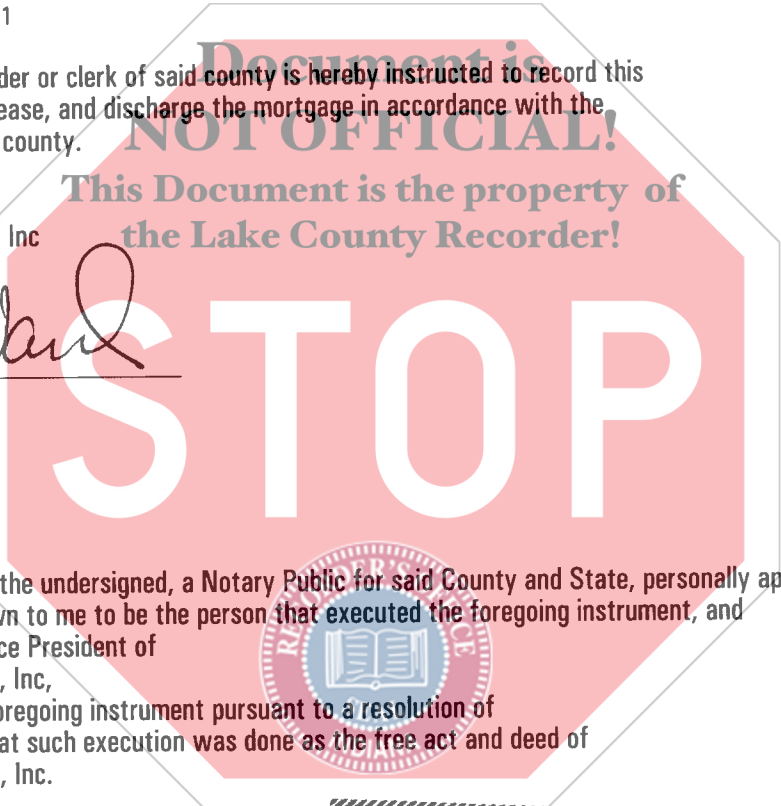 1
Document is
der or clerk of said county is hereby instructed to record this
ease, and discharge the mortgage in accordance with the
NOT OFFICIAL!
county.
This Document is the property of
Inc
the Lake County Recorder!
STOP
the undersigned, a Notary Public for said County and State, personally ap
RECORDER'S OFFICE
wn to me to be the person that executed the foregoing instrument, and
ce President of
, Inc,
oregoing instrument pursuant to a resolution of
at such execution was done as the free act and deed of
INDIANA
, Inc.